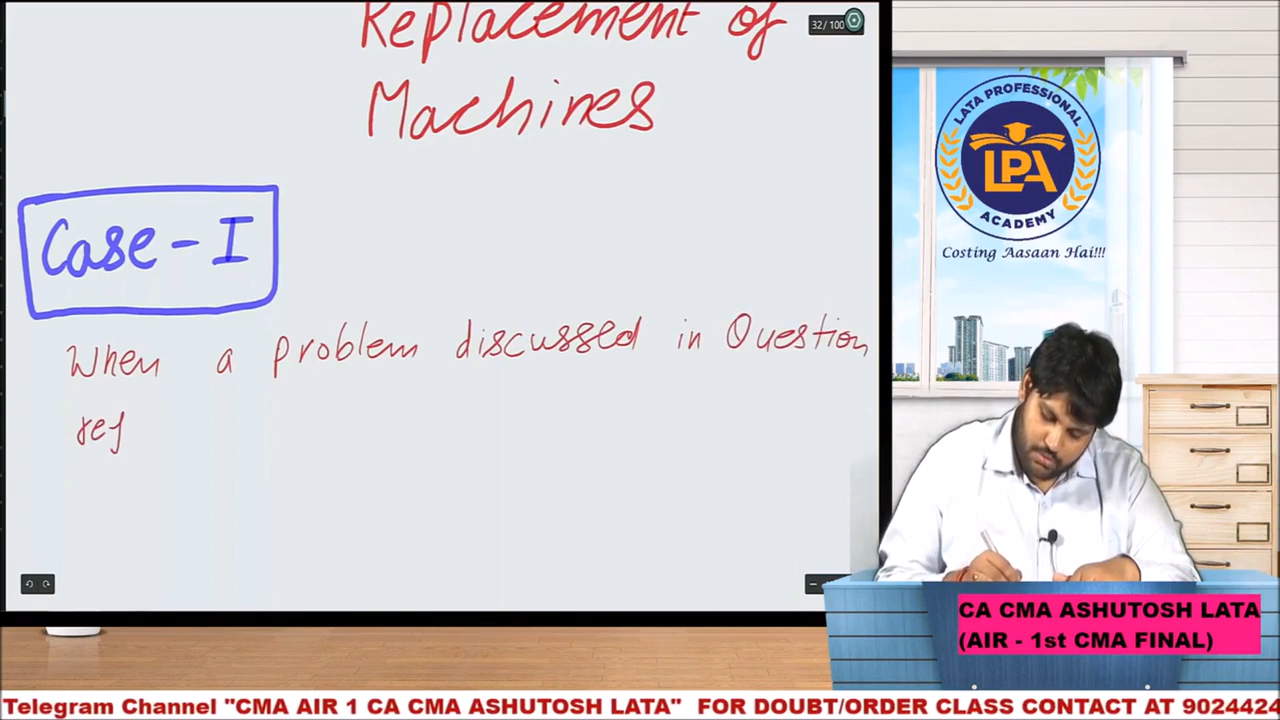 Replacement of
Machines
32/100
Case - I
When a problem discussed in Question
ref
LATA PROFESSIONAL
LPA
ACADEMY
Costing Aasaan Hai!!!
CA CMA ASHUTOSH LATA
(AIR - 1st CMA FINAL)
Telegram Channel "CMA AIR 1 CA CMA ASHUTOSH LATA" FOR DOUBT/ORDER CLASS CONTACT AT 9024424